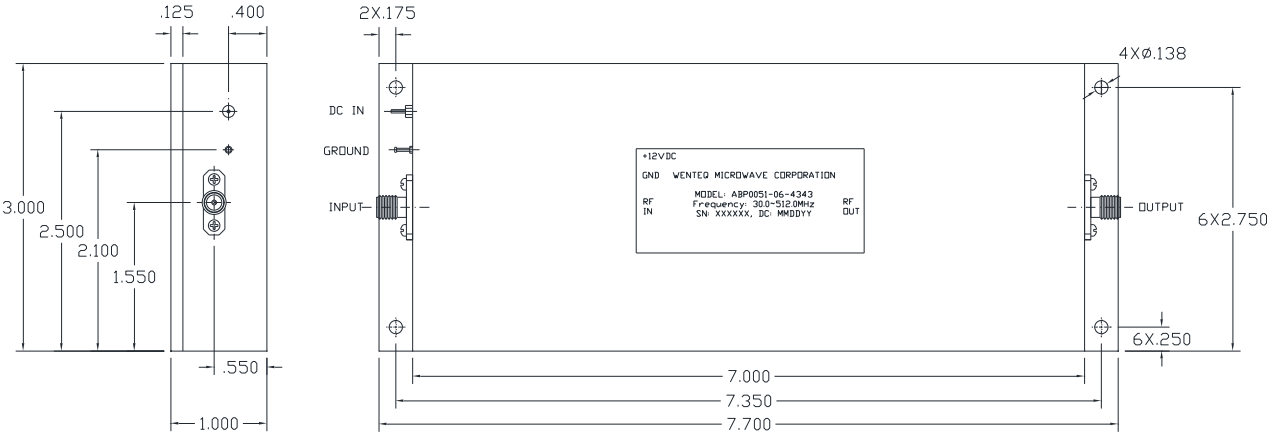 .125
.400
2X.175
4XØ.138
DC IN
GROUND
+12VDC
GND WENTEQ MICROWAVE CORPORATION
MODEL: ABP0051-06-4343
RF Frequency: 30.0~512.0MHz RF
IN SN: XXXXXX, DC: MMDDYY OUT
INPUT
OUTPUT
3.000
2.500
2.100
1.550
6X2.750
6X.250
.550
7.000
7.350
1.000
7.700